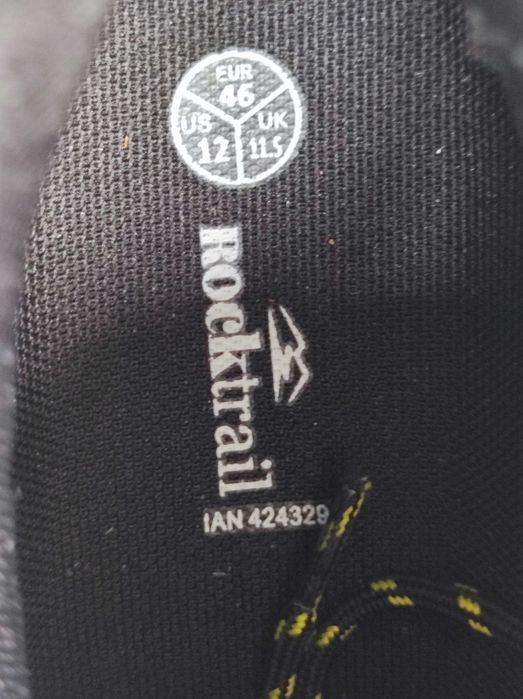 EUR
46
US
12
UK
11.5
Rocktrail
IAN 424329